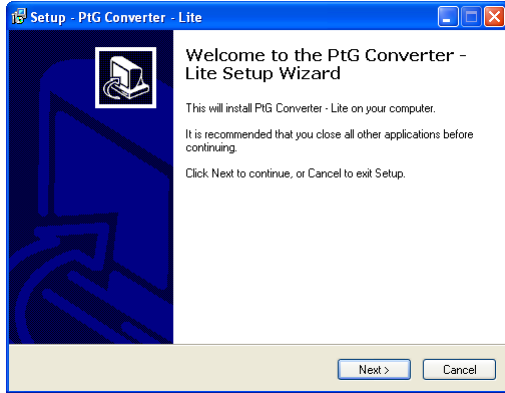 Setup - PtG Converter - Lite
Welcome to the PtG Converter -
Lite Setup Wizard
This will install PtG Converter - Lite on your computer.
It is recommended that you close all other applications before
continuing.
Click Next to continue, or Cancel to exit Setup.
Next >
Cancel